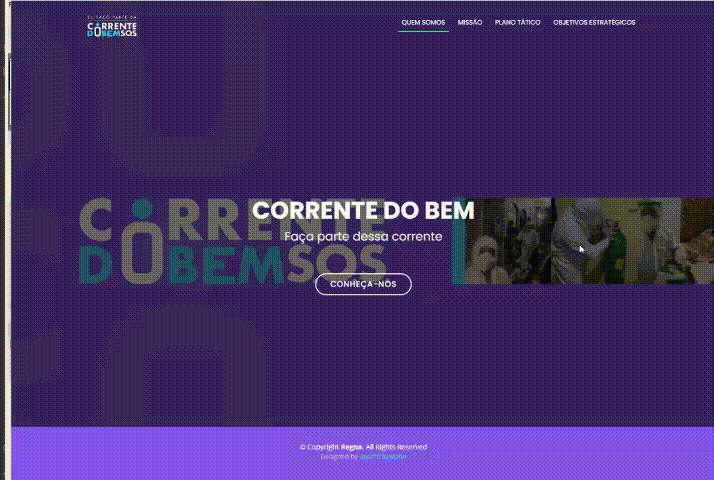 EU FAÇO PARTE DA
CORRENTE
DOBEMSOS
QUEM SOMOS MISSÃO PLANO TÁTICO OBJETIVOS ESTRATÉGICOS
CORRENTE
DOBEMSOS
CORRENTE DO BEM
Faça parte dessa corrente
CONHEÇA-NOS
© Copyright Regna. All Rights Reserved
Designed by